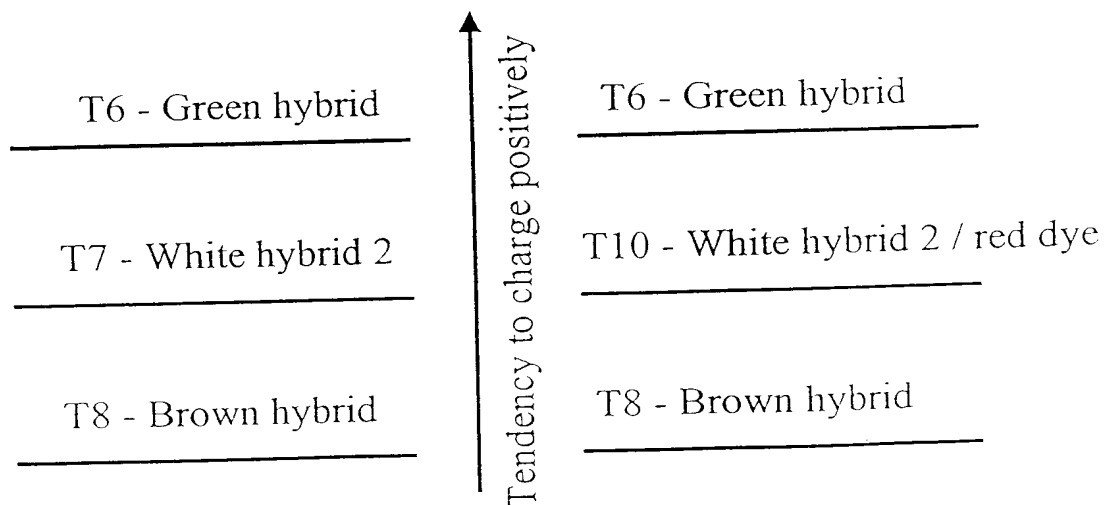 T6 - Green hybrid
T7 - White hybrid 2
T8 - Brown hybrid
Tendency to charge positively
T6 - Green hybrid
T10 - White hybrid 2 / red dye
T8 - Brown hybrid